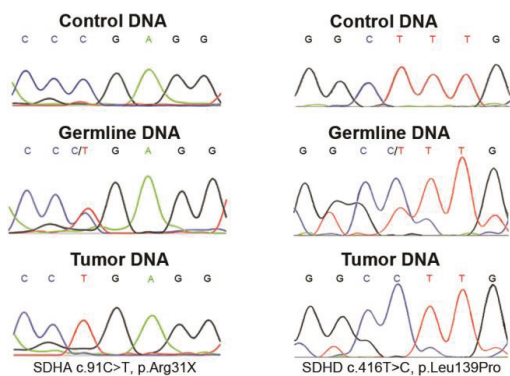 Control DNA
C C C G A G G
Germline DNA
C C C/T G A G G
Tumor DNA
C C T G A G G
SDHA c.91C>T, p.Arg31X
Control DNA
G G C T T T G
Germline DNA
G G C C/T T T G
Tumor DNA
G G C C T T G
SDHD c.416T>C, p.Leu139Pro